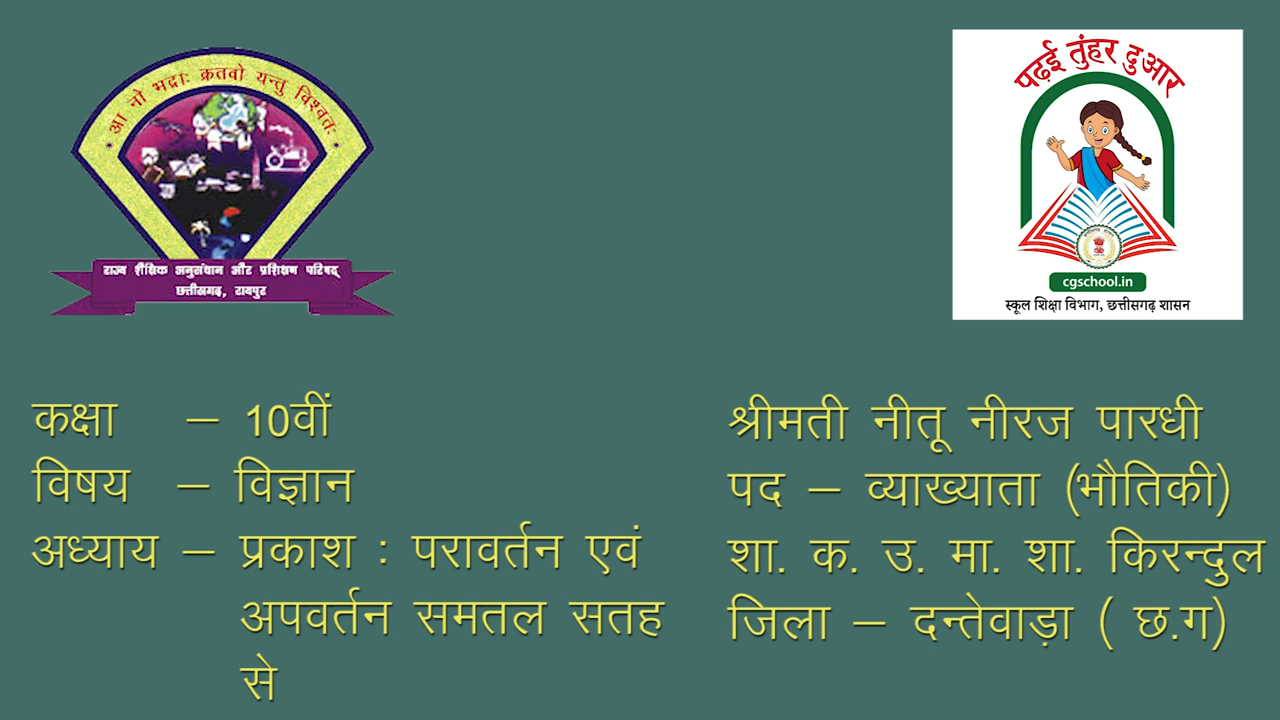 आ नो भद्राः क्रतवो यन्तु विश्वतः
राज्य शैक्षिक अनुसंधान और प्रशिक्षण परिषद्
छत्तीसगढ़, रायपुर
पढ़ई तुंहर दुआर
cgschool.in
स्कूल शिक्षा विभाग, छत्तीसगढ़ शासन
कक्षा – 10वीं
विषय – विज्ञान
अध्याय – प्रकाश : परावर्तन एवं
अपवर्तन समतल सतह
से
श्रीमती नीतू नीरज पारधी
पद – व्याख्याता (भौतिकी)
शा. क. उ. मा. शा. किरन्दुल
जिला – दन्तेवाड़ा ( छ.ग)